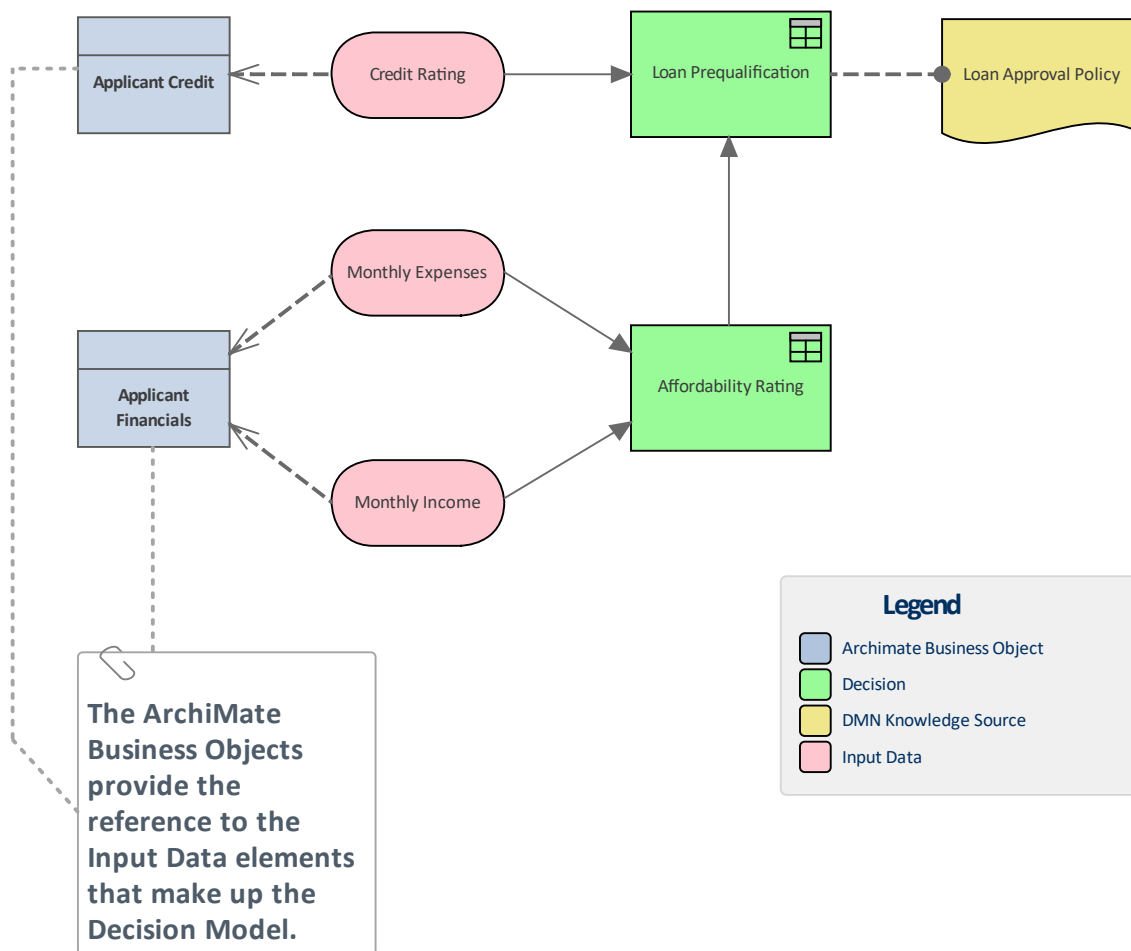 Applicant Credit
Credit Rating
Loan Prequalification
Loan Approval Policy
Monthly Expenses
Applicant
Financials
Affordability Rating
Monthly Income
Legend
Archimate Business Object
Decision
DMN Knowledge Source
Input Data
The ArchiMate
Business Objects
provide the
reference to the
Input Data elements
that make up the
Decision Model.